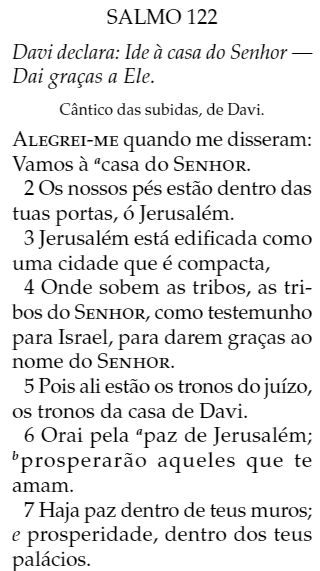 SALMO 122
Davi declara: Ide à casa do Senhor —
Dai graças a Ele.
Cântico das subidas, de Davi.
ALEGREI-ME quando me disseram:
Vamos à ᵃcasa do SENHOR.
2 Os nossos pés estão dentro das
tuas portas, ó Jerusalém.
3 Jerusalém está edificada como
uma cidade que é compacta,
4 Onde sobem as tribos, as tri-
bos do SENHOR, como testemunho
para Israel, para darem graças ao
nome do SENHOR.
5 Pois ali estão os tronos do juízo,
os tronos da casa de Davi.
6 Orai pela ᵃpaz de Jerusalém;
ᵇprosperarão aqueles que te
amam.
7 Haja paz dentro de teus muros;
e prosperidade, dentro dos teus
palácios.